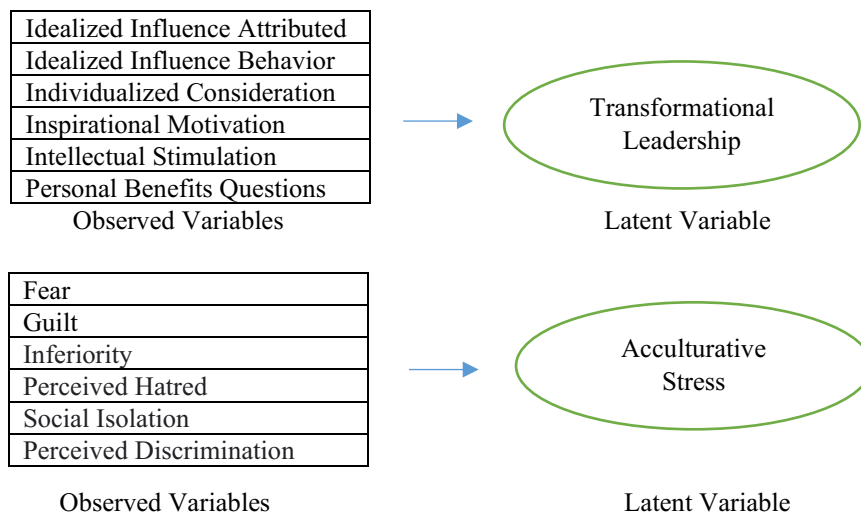 Idealized Influence Attributed
Idealized Influence Behavior
Individualized Consideration
Inspirational Motivation
Intellectual Stimulation
Personal Benefits Questions
Observed Variables
Transformational
Leadership
Latent Variable
Fear
Guilt
Inferiority
Perceived Hatred
Social Isolation
Perceived Discrimination
Observed Variables
Acculturative
Stress
Latent Variable